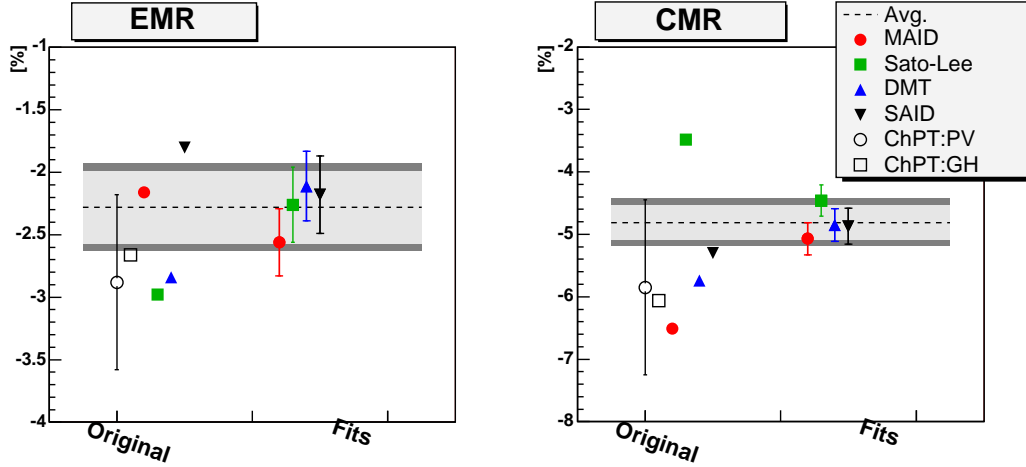 EMR
[%]
-1
-1.5
-2
-2.5
-3
-3.5
-4
Original
Fits
CMR
[%]
-2
-3
-4
-5
-6
-7
-8
Original
Fits
Avg.
MAID
Sato-Lee
DMT
SAID
ChPT:PV
ChPT:GH